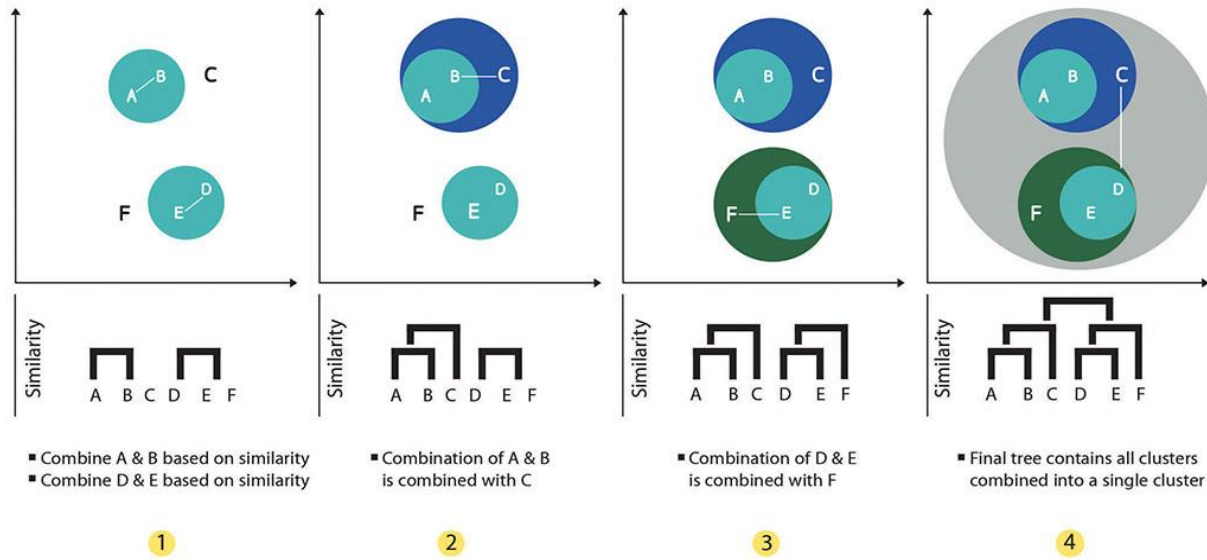 B
C
A
D
E
F
Similarity
A B C D E F
▪ Combine A & B based on similarity
▪ Combine D & E based on similarity
1
B
C
A
D
E
F
Similarity
A B C D E F
▪ Combination of A & B
is combined with C
2
B
C
A
D
F
E
Similarity
A B C D E F
▪ Combination of D & E
is combined with F
3
B
C
A
D
F
E
Similarity
A B C D E F
▪ Final tree contains all clusters
combined into a single cluster
4